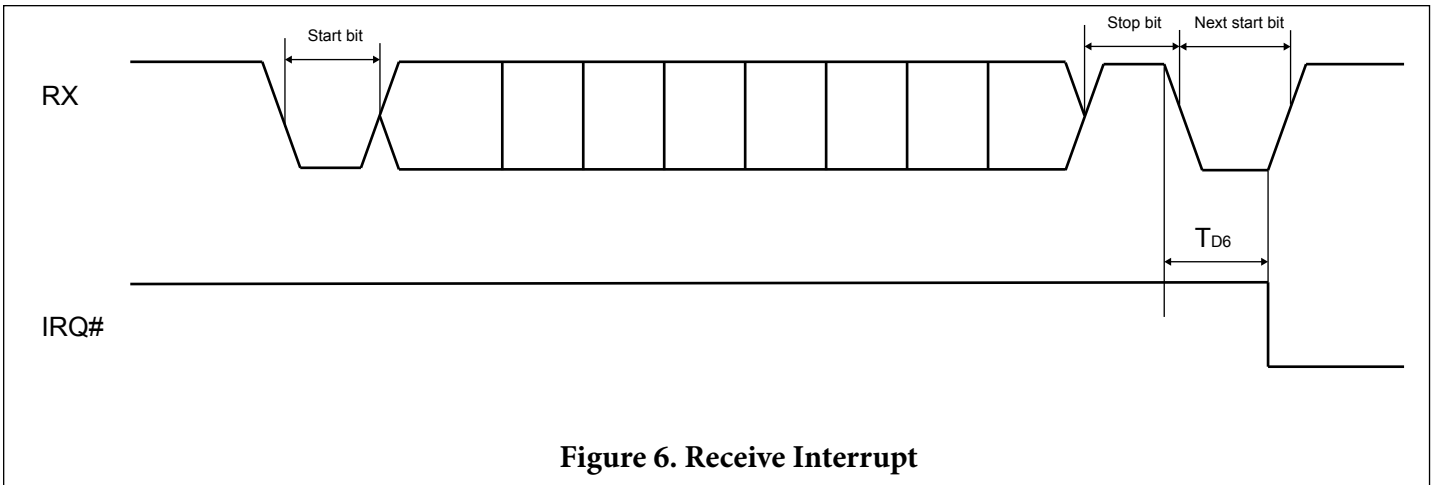 Start bit
Stop bit
Next start bit
RX
TD6
IRQ#
Figure 6. Receive Interrupt